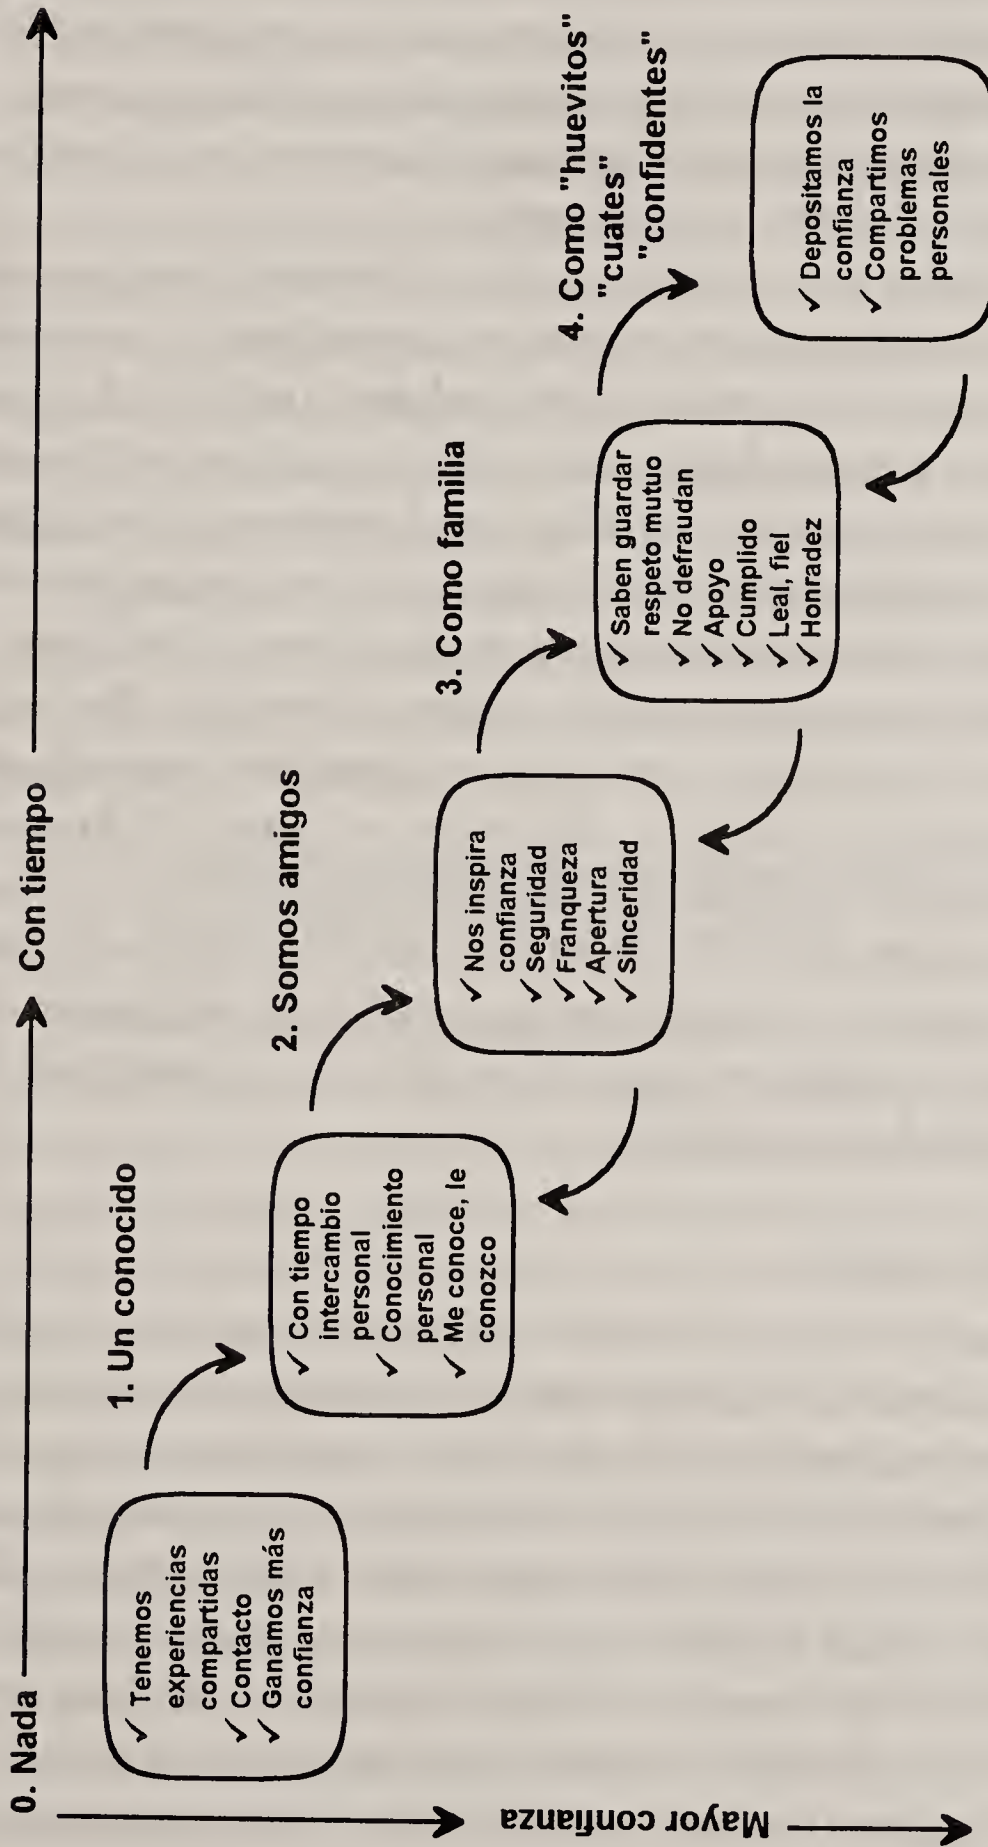 0. Nada
Con tiempo
Mayor confianza
✓ Tenemos
experiencias
compartidas
✓ Contacto
✓ Ganamos más
confianza
1. Un conocido
✓ Con tiempo
intercambio
personal
✓ Conocimiento
personal
✓ Me conoce, le
conozco
2. Somos amigos
✓ Nos inspira
confianza
✓ Seguridad
✓ Franqueza
✓ Apertura
✓ Sinceridad
3. Como familia
✓ Saben guardar
respeto mutuo
✓ No defraudan
✓ Apoyo
✓ Cumplido
✓ Leal, fiel
✓ Honradez
4. Como "huevitos"
"cuates"
"confidentes"
✓ Depositamos la
confianza
✓ Compartimos
problemas
personales